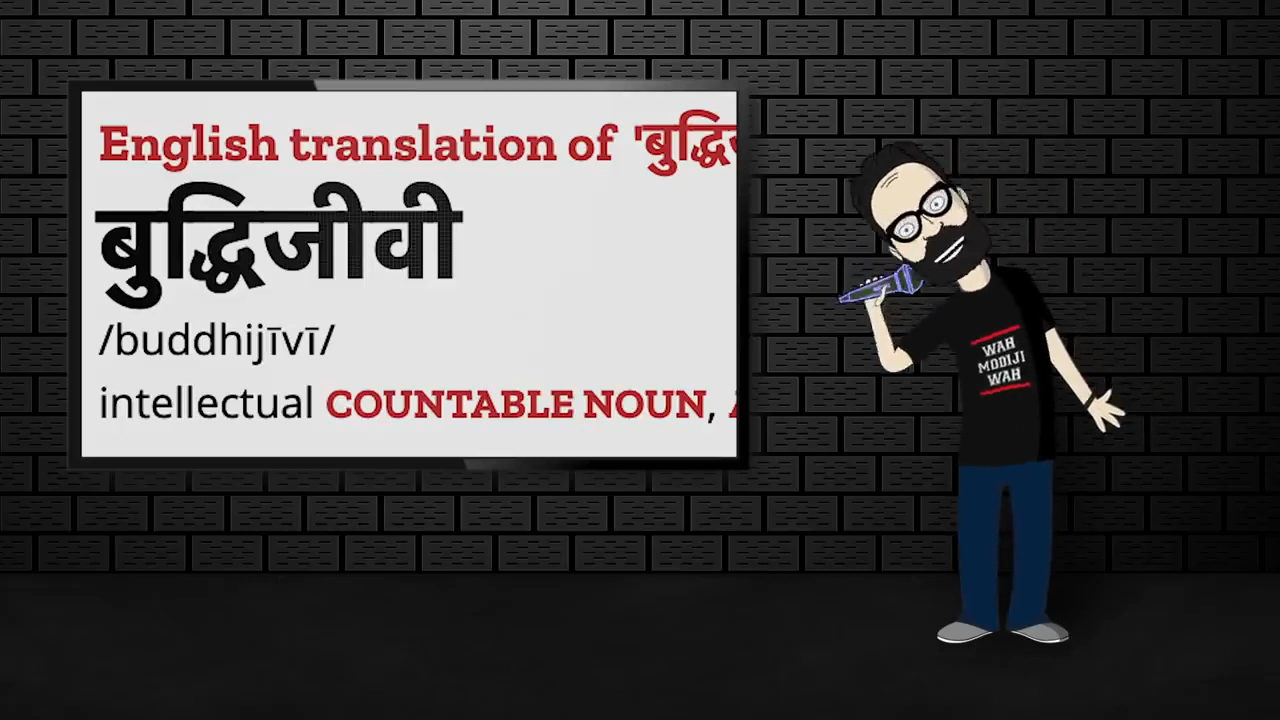 English translation of 'बुद्धिज
बुद्धिजीवी
/buddhijīvī/
intellectual COUNTABLE NOUN, A
WAH
MODIJI
WAH